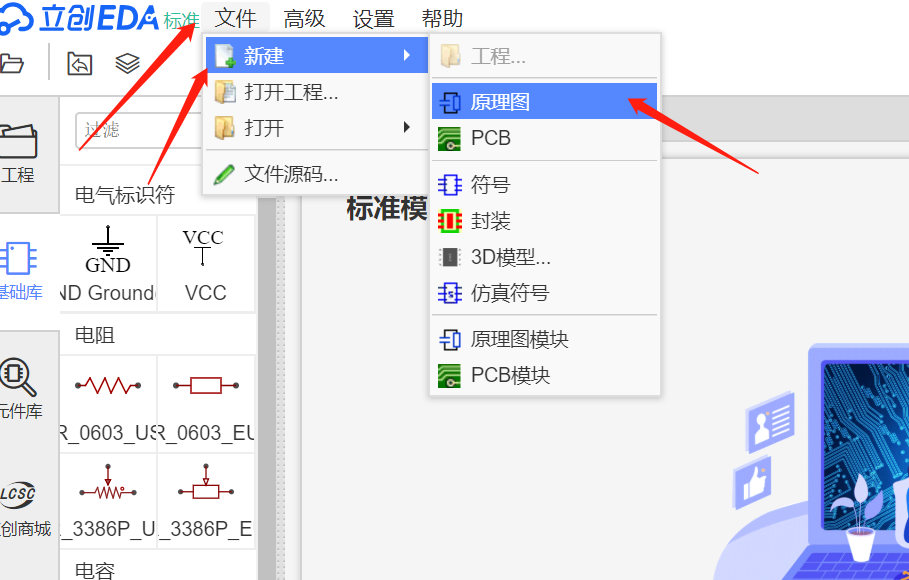 立创EDA 标准 文件 高级 设置 帮助
新建
打开工程...
打开
文件源码...
工程...
原理图
PCB
符号
封装
3D模型...
仿真符号
原理图模块
PCB模块
过滤
工程
电气标识符
标准模
GND
VCC
ND Ground
VCC
基础库
电阻
R_0603_US
R_0603_EU
元件库
_3386P_U
_3386P_E
LCSC
创商城
电容